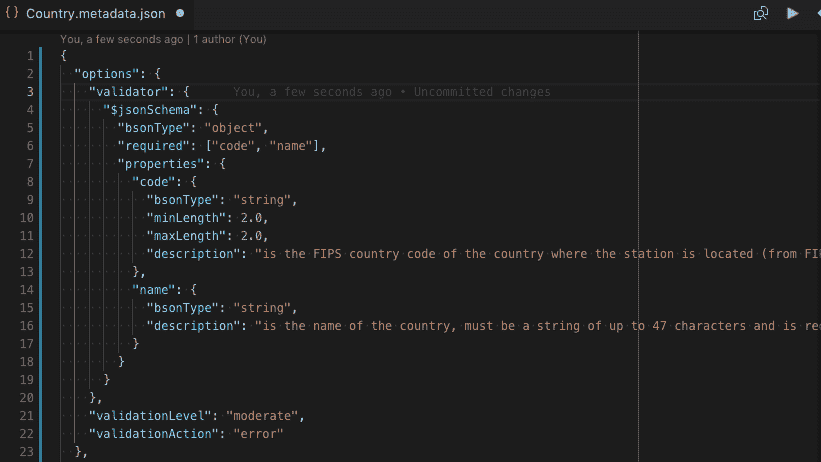 {} Country.metadata.json ●
You, a few seconds ago | 1 author (You)
1 {
2 "options": {
3 "validator": { You, a few seconds ago • Uncommitted changes
4 "$jsonSchema": {
5 "bsonType": "object",
6 "required": ["code", "name"],
7 "properties": {
8 "code": {
9 "bsonType": "string",
10 "minLength": 2.0,
11 "maxLength": 2.0,
12 "description": "is the FIPS country code of the country where the station is located (from FI
13 },
14 "name": {
15 "bsonType": "string",
16 "description": "is the name of the country, must be a string of up to 47 characters and is re
17 }
18 }
19 }
20 },
21 "validationLevel": "moderate",
22 "validationAction": "error"
23 },